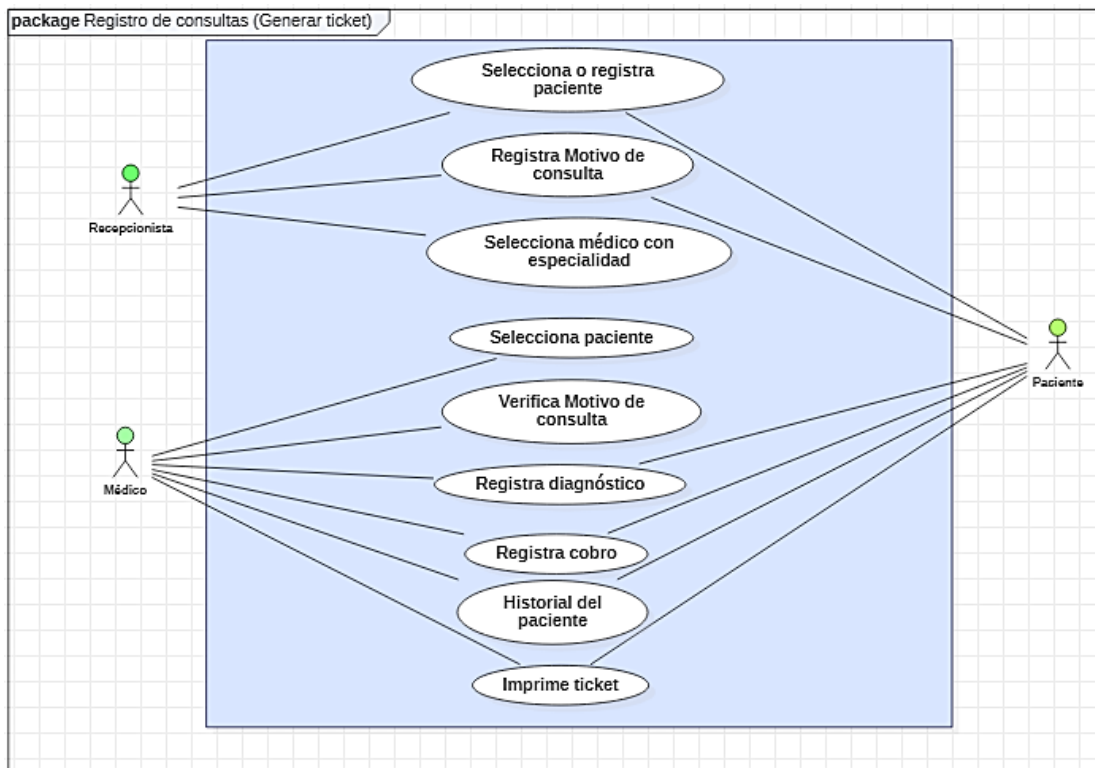 package Registro de consultas (Generar ticket)
Selecciona o registra
paciente
Registra Motivo de
consulta
Recepcionista
Selecciona médico con
especialidad
Selecciona paciente
Paciente
Verifica Motivo de
consulta
Médico
Registra diagnóstico
Registra cobro
Historial del
paciente
Imprime ticket